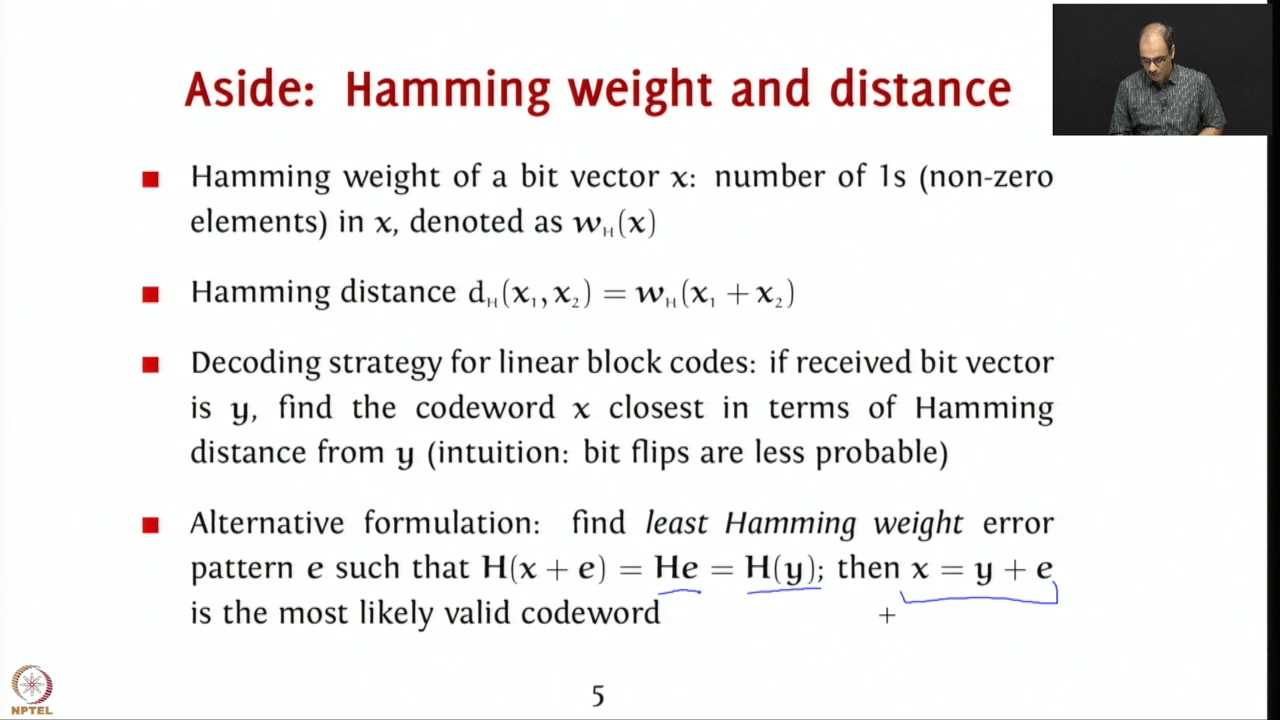 Aside: Hamming weight and distance
Hamming weight of a bit vector x: number of 1s (non-zero
elements) in x, denoted as w_H(x)
Hamming distance d_H(x_1, x_2) = w_H(x_1 + x_2)
Decoding strategy for linear block codes: if received bit vector
is y, find the codeword x closest in terms of Hamming
distance from y (intuition: bit flips are less probable)
Alternative formulation: find least Hamming weight error
pattern e such that H(x + e) = He = H(y); then x = y + e
is the most likely valid codeword
5
NPTEL